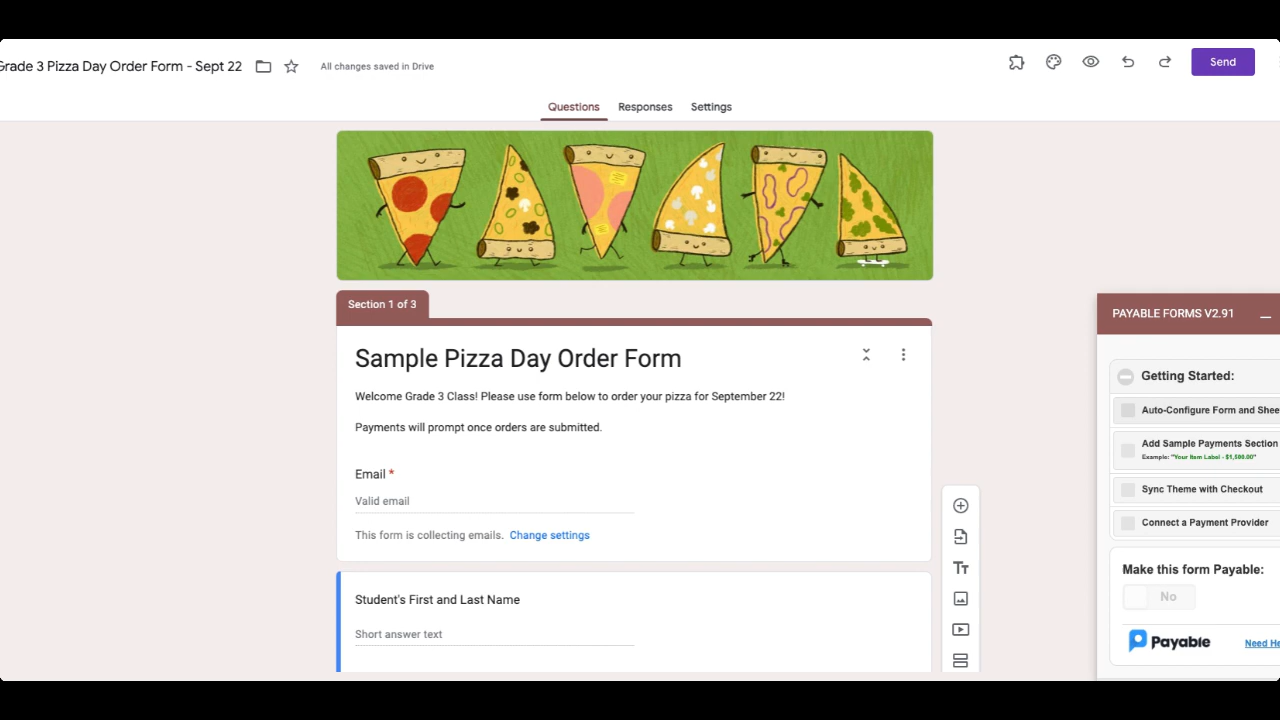 Grade 3 Pizza Day Order Form - Sept 22
All changes saved in Drive
Send
Questions
Responses
Settings
Section 1 of 3
Sample Pizza Day Order Form
Welcome Grade 3 Class! Please use form below to order your pizza for September 22!
Payments will prompt once orders are submitted.
Email *
Valid email
This form is collecting emails. Change settings
Student's First and Last Name
Short answer text
Tт
PAYABLE FORMS V2.91
Getting Started:
Auto-Configure Form and Shee
Add Sample Payments Section
Example: "Your Item Label - $1,500.00"
Sync Theme with Checkout
Connect a Payment Provider
Make this form Payable:
No
Payable
Need He